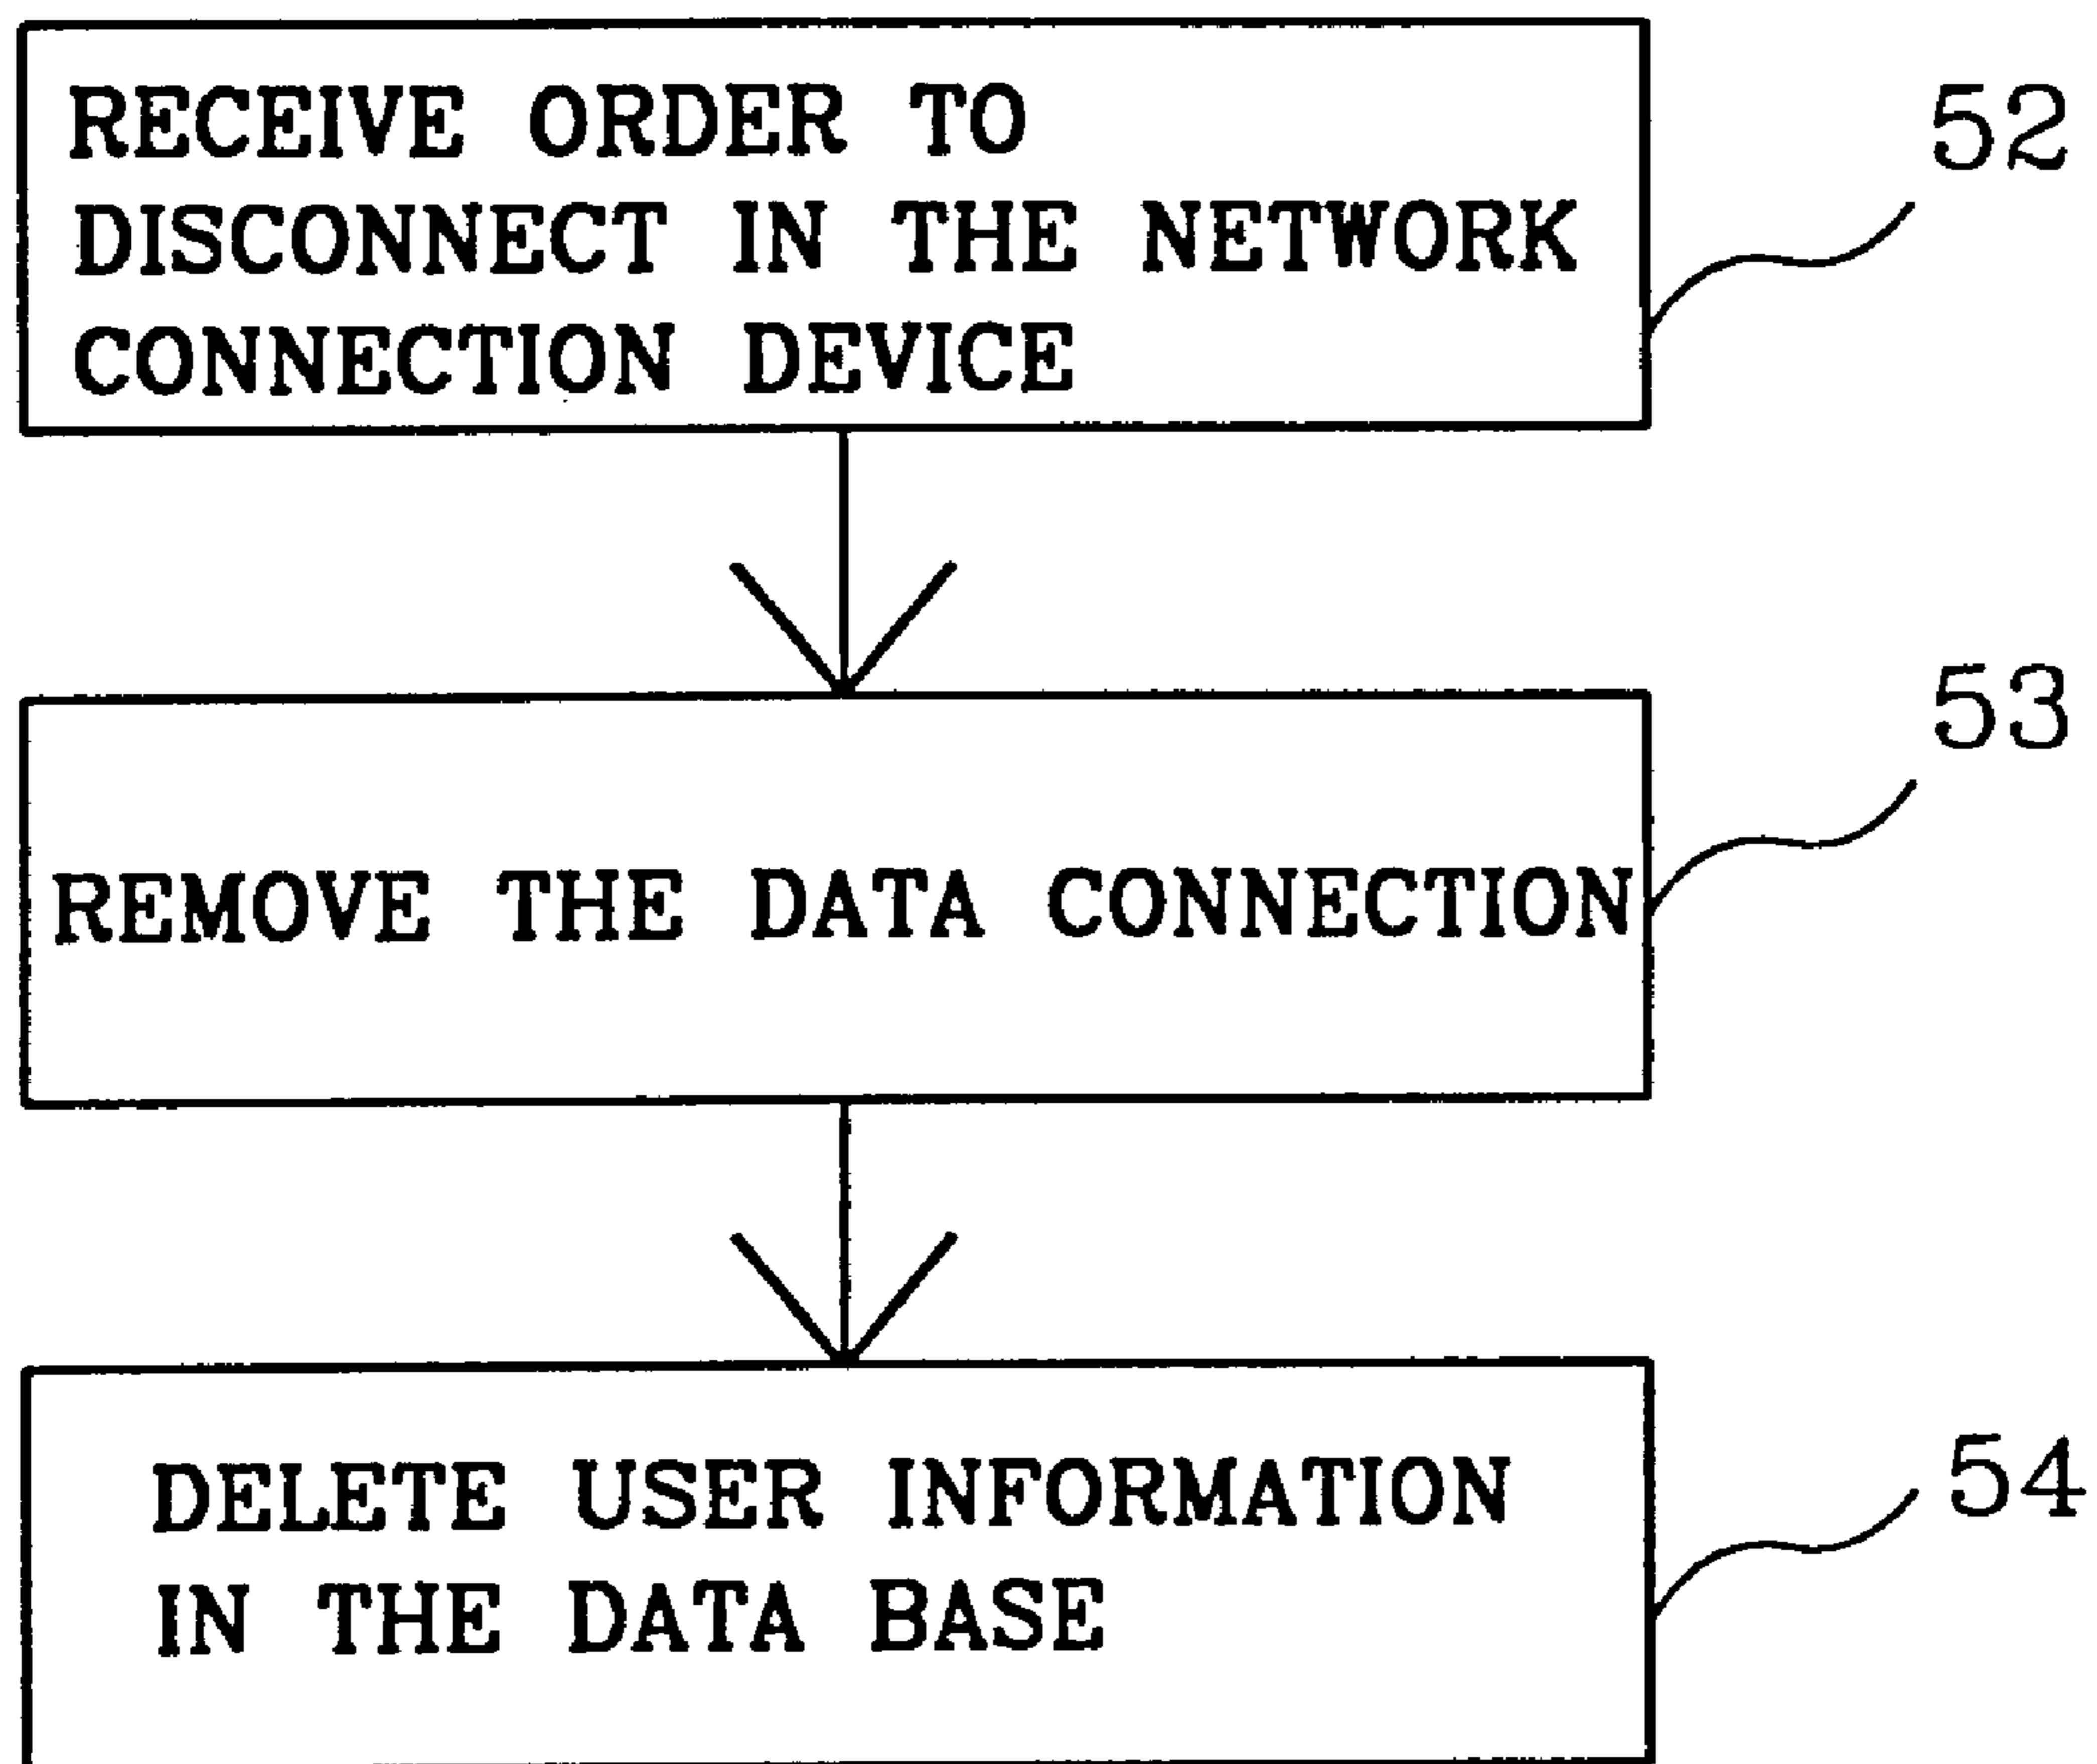 RECEIVE ORDER TO
DISCONNECT IN THE NETWORK
CONNECTION DEVICE
52
REMOVE THE DATA CONNECTION
53
DELETE USER INFORMATION
IN THE DATA BASE
54